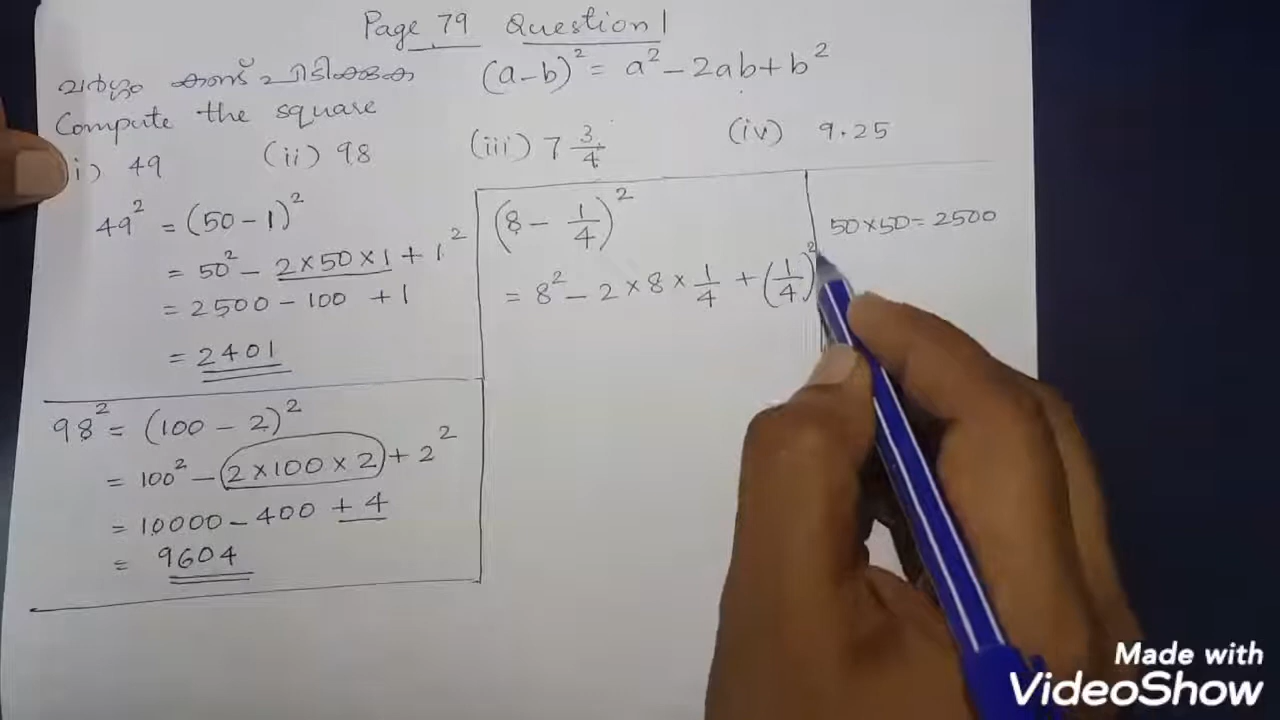 Page 79 Question 1
വർഗ്ഗം കണ്ട് പിടിക്കുക (a-b)² = a² - 2ab + b²
Compute the square
(i) 49 (ii) 98 (iii) 7 3/4 (iv) 9.25
49² = (50 - 1)²
= 50² - 2×50×1 + 1²
= 2500 - 100 + 1
= 2401
98² = (100 - 2)²
= 100² - (2×100×2) + 2²
= 10000 - 400 + 4
= 9604
(8 - 1/4)²
= 8² - 2 × 8 × 1/4 + (1/4)²
50×50 = 2500
Made with
VideoShow